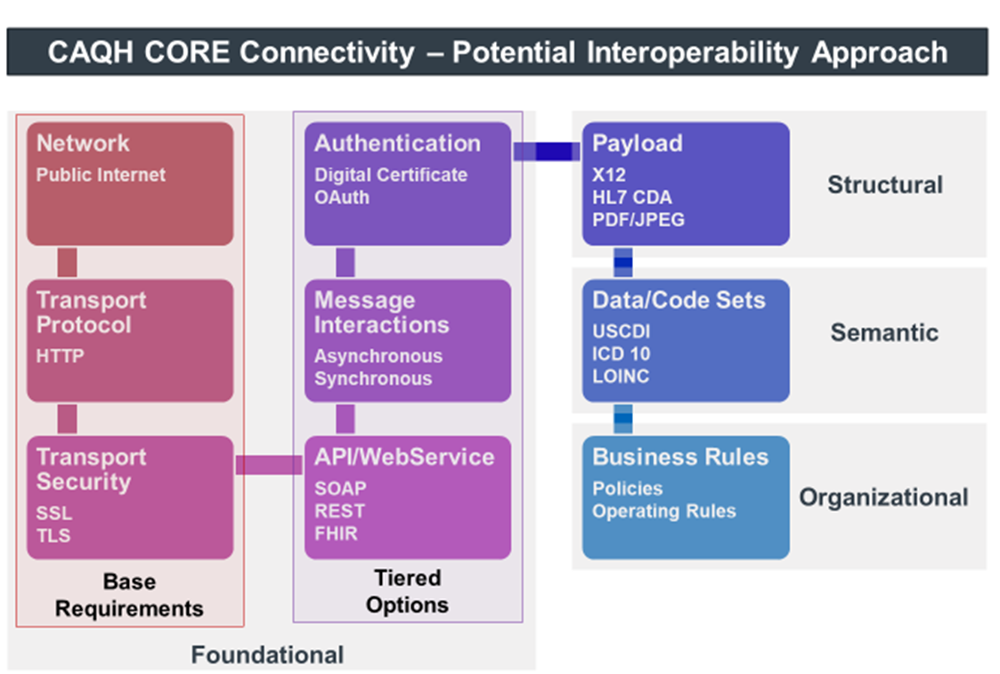 CAQH CORE Connectivity – Potential Interoperability Approach
Network
Public Internet
Transport
Protocol
HTTP
Transport
Security
SSL
TLS
Base
Requirements
Authentication
Digital Certificate
OAuth
Message
Interactions
Asynchronous
Synchronous
API/WebService
SOAP
REST
FHIR
Tiered
Options
Foundational
Payload
X12
HL7 CDA
PDF/JPEG
Structural
Data/Code Sets
USCDI
ICD 10
LOINC
Semantic
Business Rules
Policies
Operating Rules
Organizational